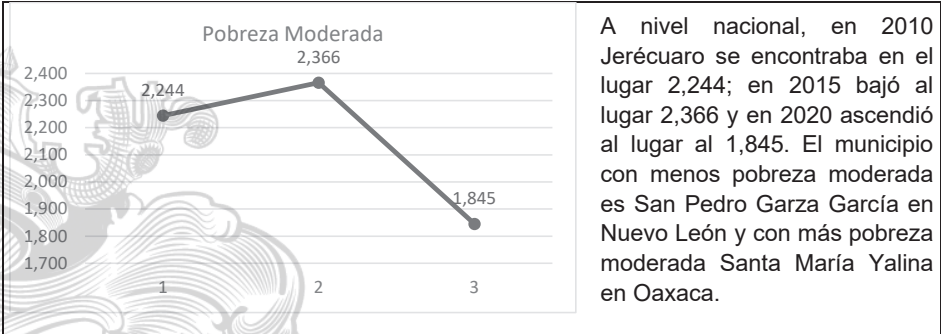 Pobreza Moderada
2,400
2,300
2,200
2,100
2,000
1,900
1,800
1,700
2,244
2,366
1,845
1
2
3
A nivel nacional, en 2010
Jerécuaro se encontraba en el
lugar 2,244; en 2015 bajó al
lugar 2,366 y en 2020 ascendió
al lugar al 1,845. El municipio
con menos pobreza moderada
es San Pedro Garza García en
Nuevo León y con más pobreza
moderada Santa María Yalina
en Oaxaca.